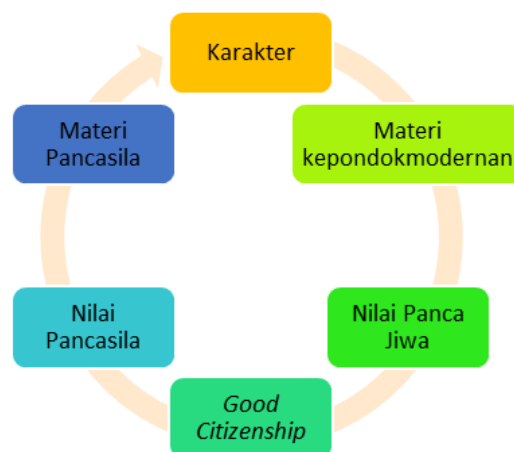 Karakter
Materi
kepondokmodernan
Nilai Panca
Jiwa
Good
Citizenship
Nilai
Pancasila
Materi
Pancasila